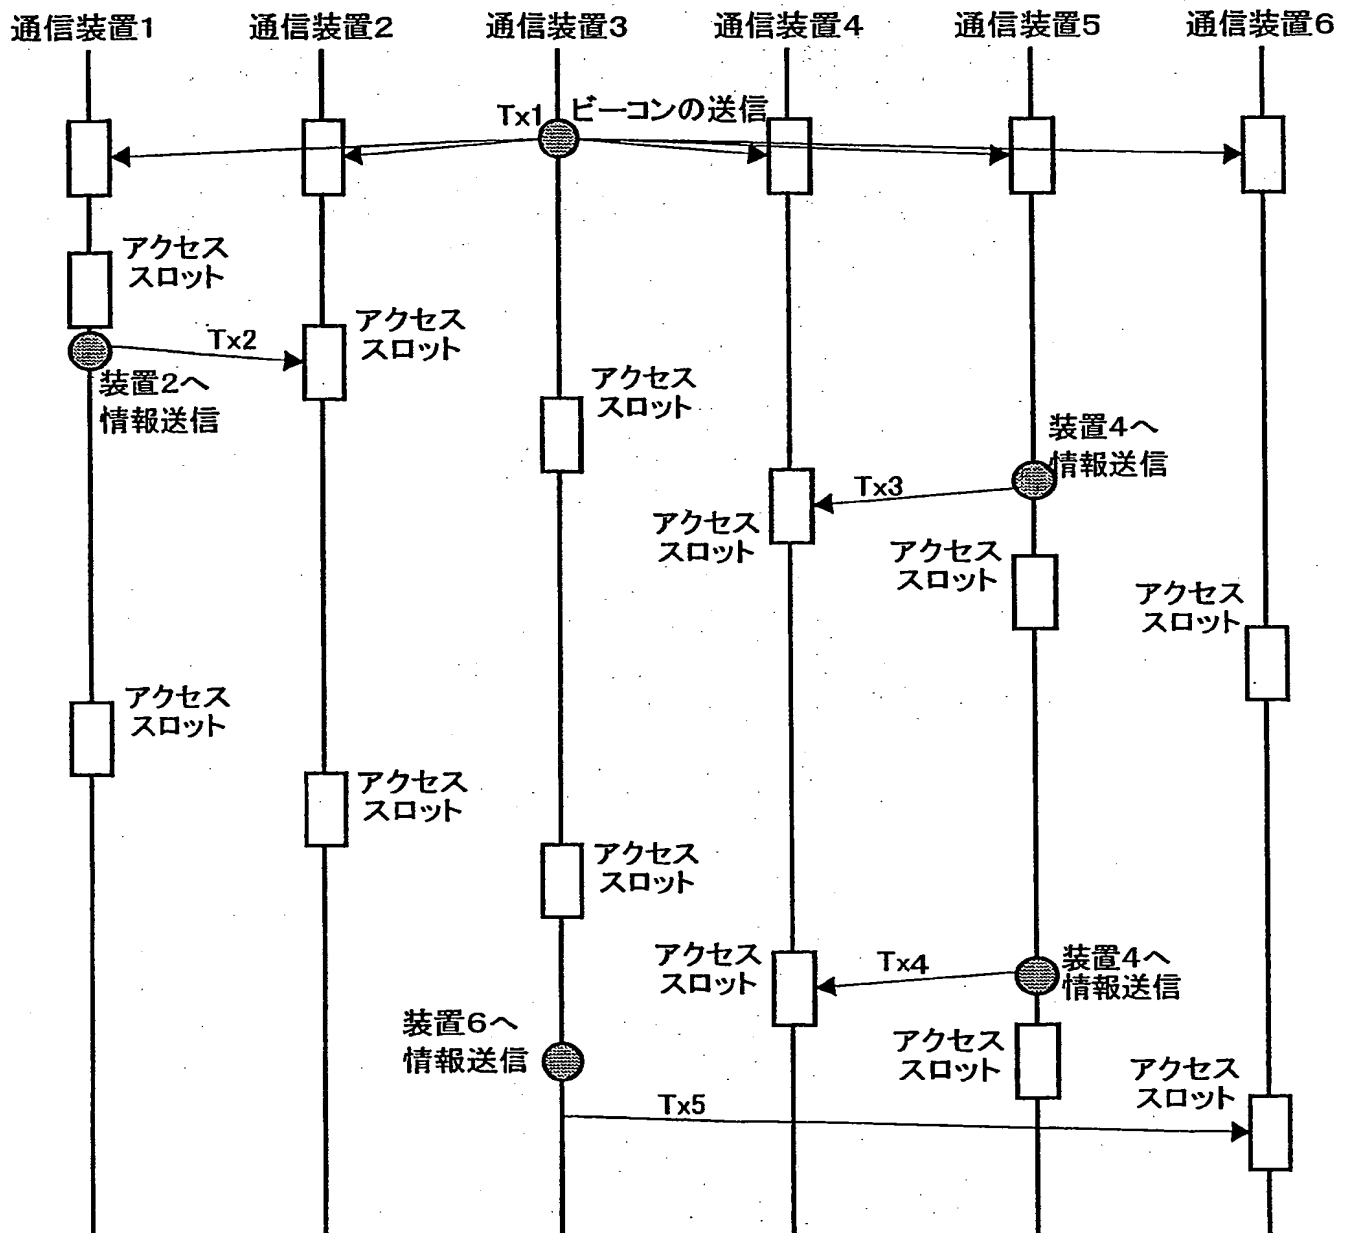 通信装置1
通信装置2
通信装置3
通信装置4
通信装置5
通信装置6
Tx1
ビーコンの送信
アクセス
スロット
Tx2
アクセス
スロット
装置2へ
情報送信
アクセス
スロット
装置4へ
情報送信
Tx3
アクセス
スロット
アクセス
スロット
アクセス
スロット
アクセス
スロット
アクセス
スロット
アクセス
スロット
アクセス
スロット
Tx4
装置4へ
情報送信
装置6へ
情報送信
アクセス
スロット
アクセス
スロット
Tx5